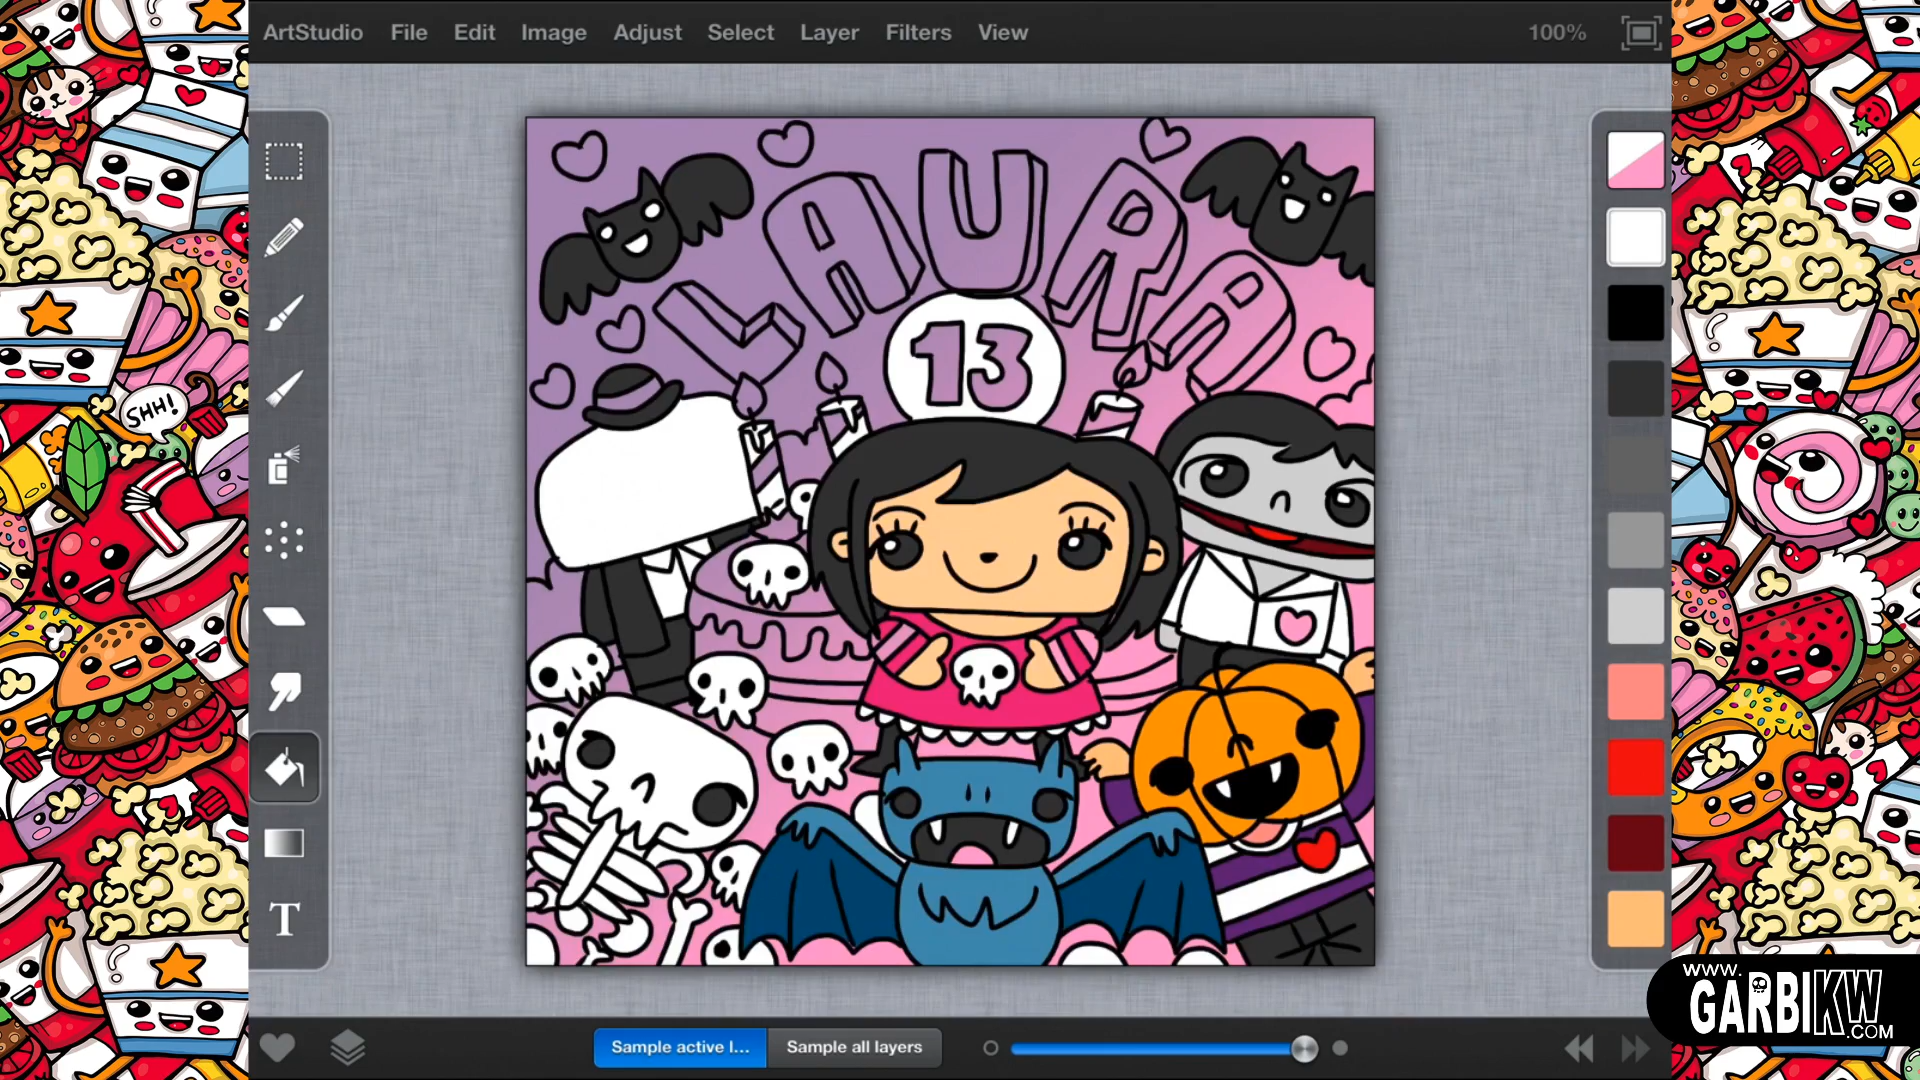 ArtStudio File Edit Image Adjust Select Layer Filters View 100%
LAURA
13
SHH!
T
WWW.
GARBIKW
.COM
Sample active l... Sample all layers